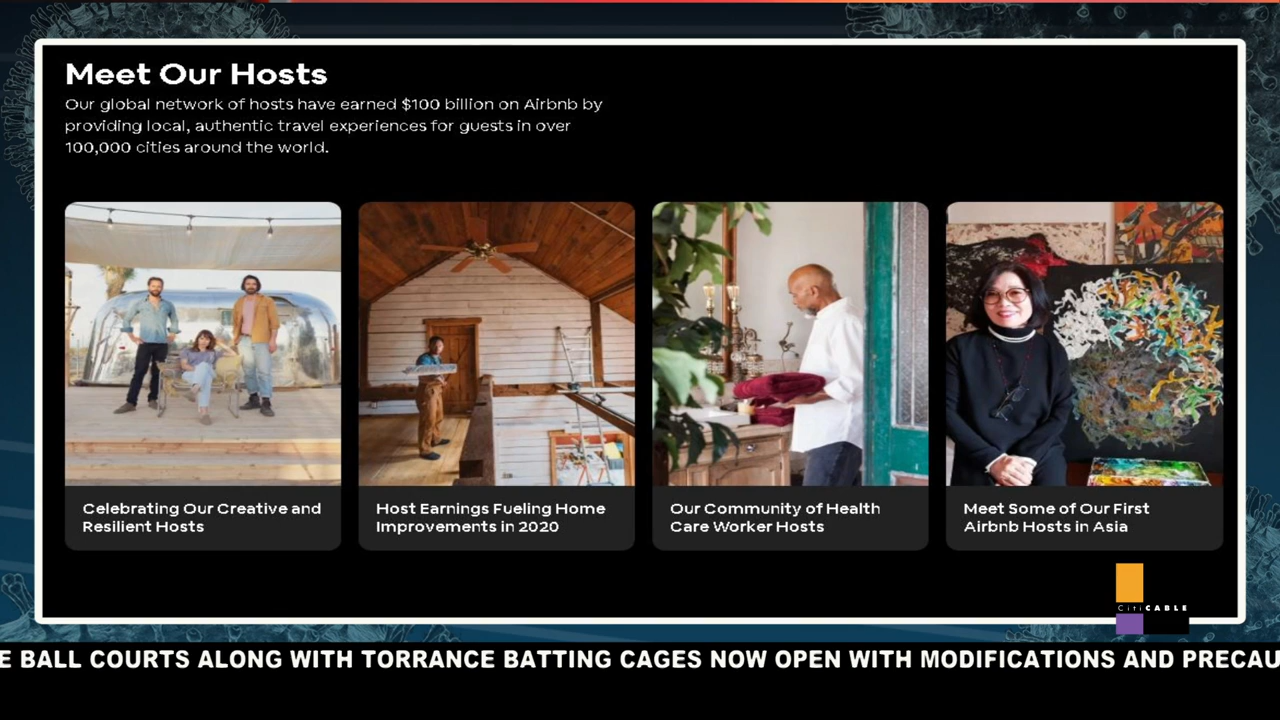 Meet Our Hosts
Our global network of hosts have earned $100 billion on Airbnb by
providing local, authentic travel experiences for guests in over
100,000 cities around the world.
Celebrating Our Creative and
Resilient Hosts
Host Earnings Fueling Home
Improvements in 2020
Our Community of Health
Care Worker Hosts
Meet Some of Our First
Airbnb Hosts in Asia
CitiCABLE
E BALL COURTS ALONG WITH TORRANCE BATTING CAGES NOW OPEN WITH MODIFICATIONS AND PRECAU